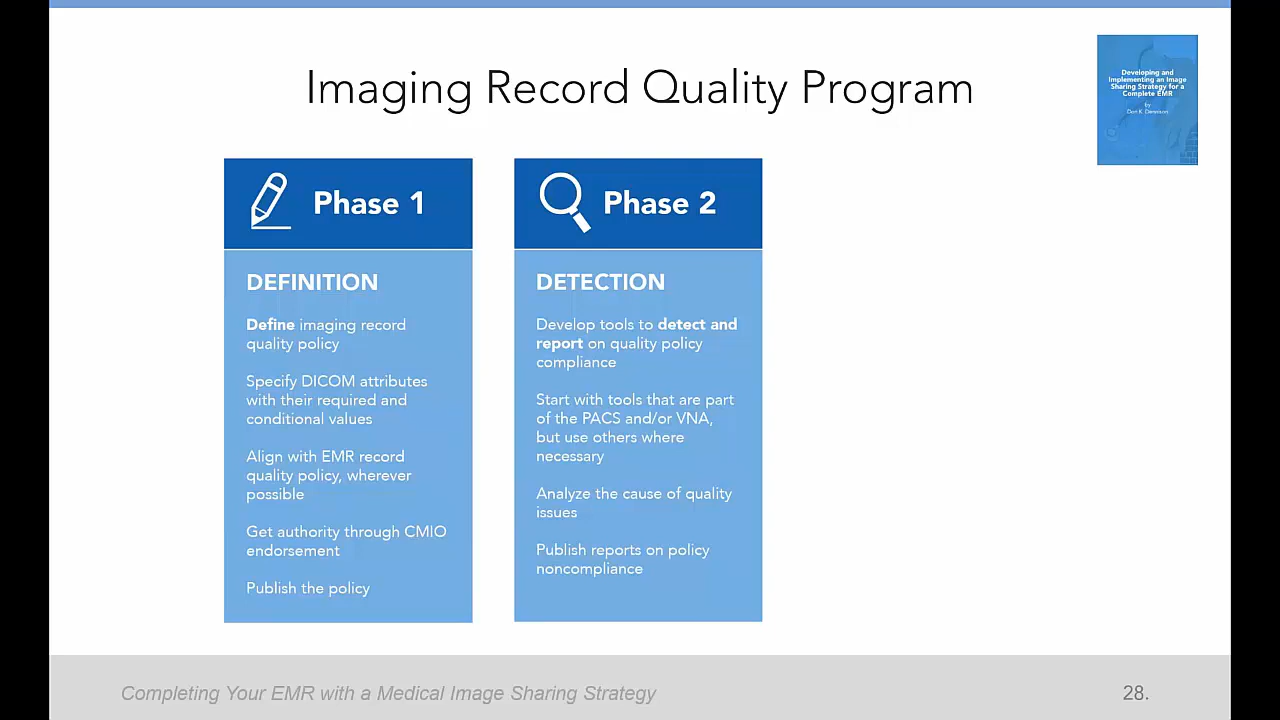 Imaging Record Quality Program
Developing and
Implementing an Image
Sharing Strategy for a
Complete EMR
by
Don K. Dennison
Phase 1
DEFINITION
Define imaging record
quality policy
Specify DICOM attributes
with their required and
conditional values
Align with EMR record
quality policy, wherever
possible
Get authority through CMIO
endorsement
Publish the policy
Phase 2
DETECTION
Develop tools to detect and
report on quality policy
compliance
Start with tools that are part
of the PACS and/or VNA,
but use others where
necessary
Analyze the cause of quality
issues
Publish reports on policy
noncompliance
Completing Your EMR with a Medical Image Sharing Strategy
28.